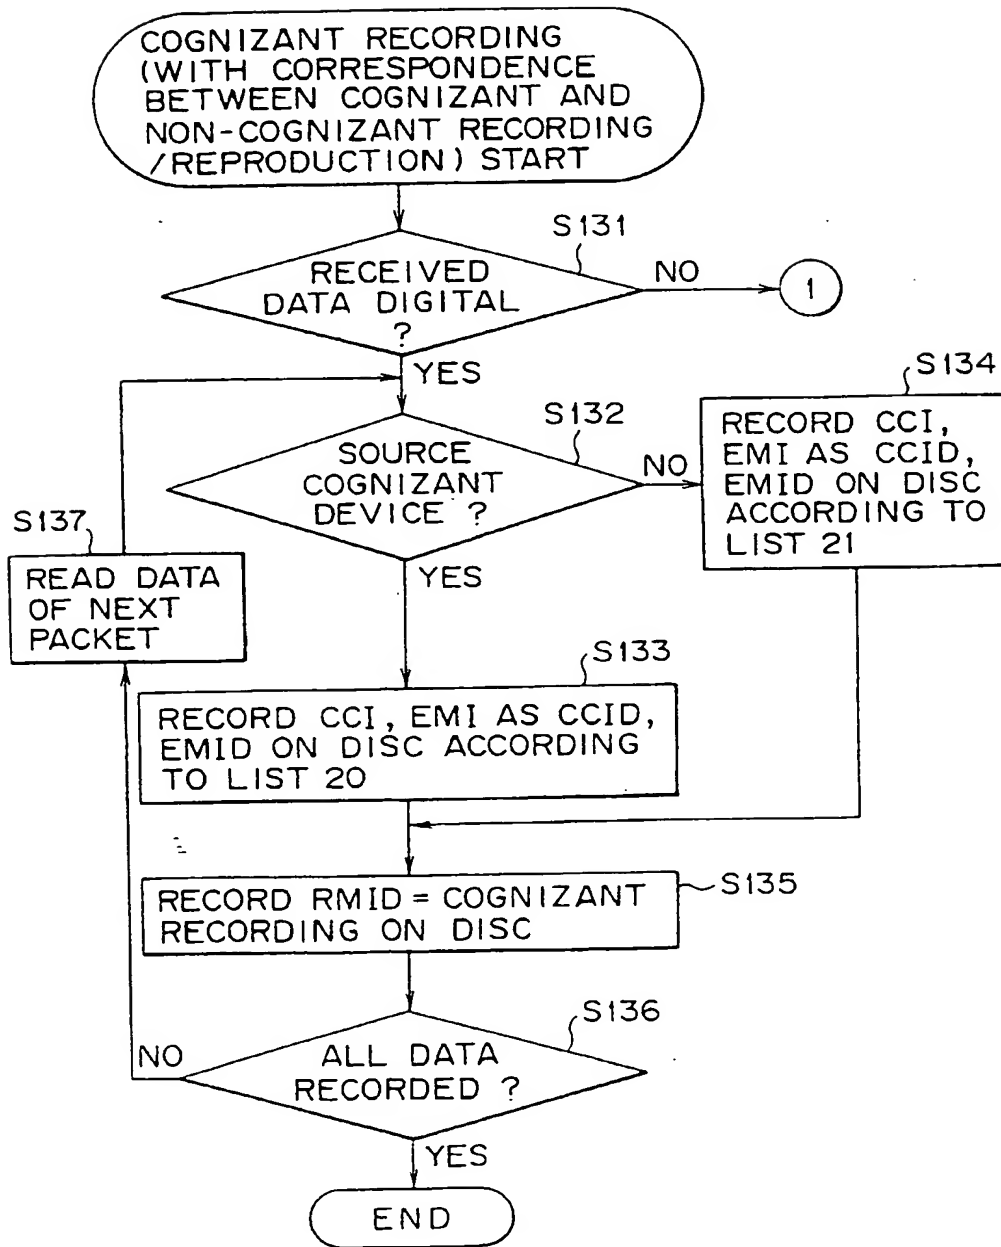 COGNIZANT RECORDING
(WITH CORRESPONDENCE
BETWEEN COGNIZANT AND
NON-COGNIZANT RECORDING
/REPRODUCTION) START
S131
RECEIVED
DATA DIGITAL
?
NO
1
YES
S132
SOURCE
COGNIZANT
DEVICE ?
NO
S134
RECORD CCI,
EMI AS CCID,
EMID ON DISC
ACCORDING TO
LIST 21
S137
READ DATA
OF NEXT
PACKET
YES
S133
RECORD CCI, EMI AS CCID,
EMID ON DISC ACCORDING
TO LIST 20
S135
RECORD RMID = COGNIZANT
RECORDING ON DISC
S136
ALL DATA
RECORDED ?
NO
YES
END